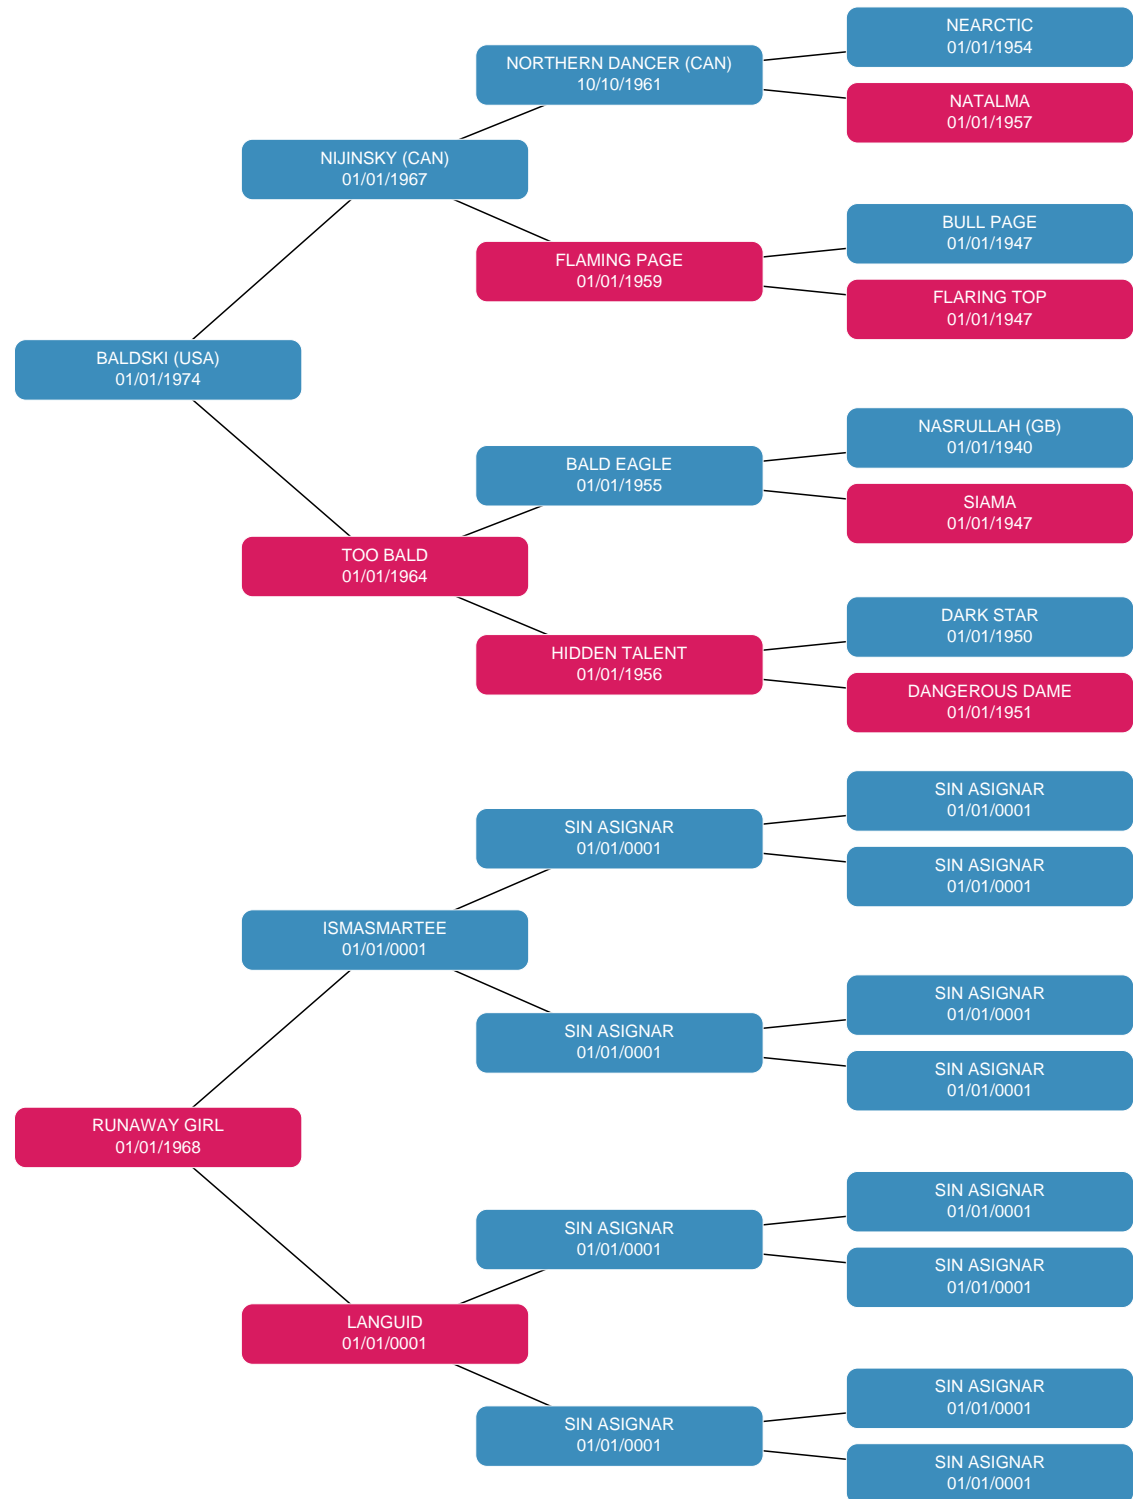 NEARCTIC
01/01/1954
NORTHERN DANCER (CAN)
10/10/1961
NATALMA
01/01/1957
NIJINSKY (CAN)
01/01/1967
BULL PAGE
01/01/1947
FLAMING PAGE
01/01/1959
FLARING TOP
01/01/1947
BALDSKI (USA)
01/01/1974
NASRULLAH (GB)
01/01/1940
BALD EAGLE
01/01/1955
SIAMA
01/01/1947
TOO BALD
01/01/1964
DARK STAR
01/01/1950
HIDDEN TALENT
01/01/1956
DANGEROUS DAME
01/01/1951
SIN ASIGNAR
01/01/0001
SIN ASIGNAR
01/01/0001
SIN ASIGNAR
01/01/0001
ISMASMARTEE
01/01/0001
SIN ASIGNAR
01/01/0001
SIN ASIGNAR
01/01/0001
SIN ASIGNAR
01/01/0001
RUNAWAY GIRL
01/01/1968
SIN ASIGNAR
01/01/0001
SIN ASIGNAR
01/01/0001
SIN ASIGNAR
01/01/0001
LANGUID
01/01/0001
SIN ASIGNAR
01/01/0001
SIN ASIGNAR
01/01/0001
SIN ASIGNAR
01/01/0001